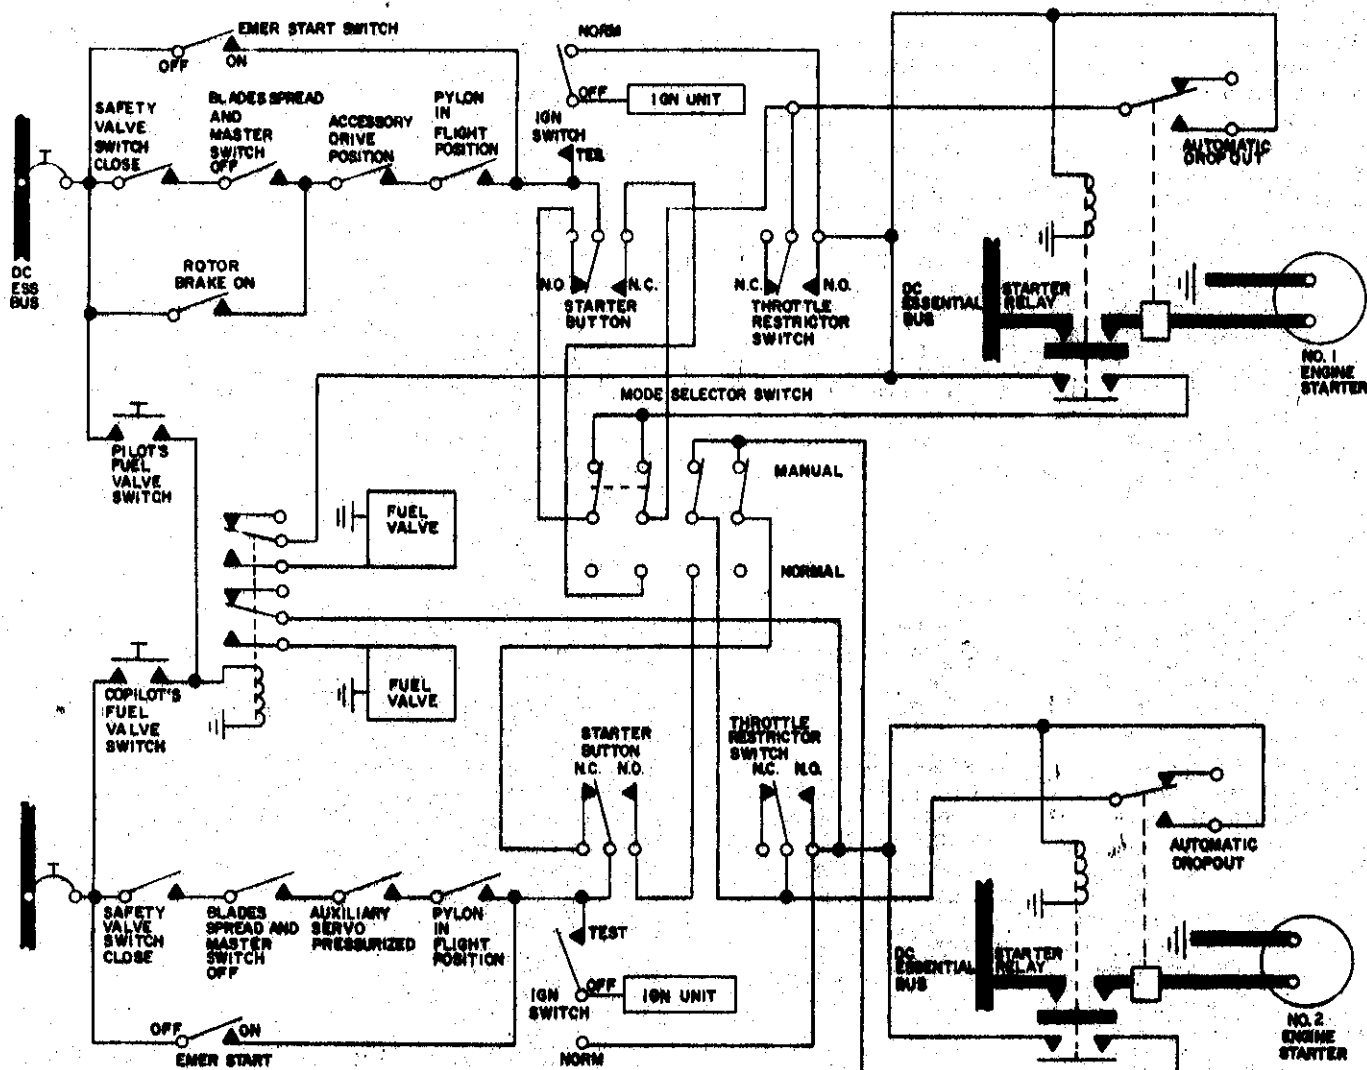 EMER START SWITCH
OFF
ON
NORM
OFF
IGN UNIT
IGN
SWITCH
SAFETY
VALVE
SWITCH
CLOSE
BLADES SPREAD
AND
MASTER
SWITCH
OFF
ACCESSORY
DRIVE
POSITION
PYLON
IN
FLIGHT
POSITION
AUTOMATIC
DROPOUT
DC
ESS
BUS
ROTOR
BRAKE ON
N.O.
N.C.
STARTER
BUTTON
N.C.
N.O.
THROTTLE
RESTRICTOR
SWITCH
DC
ESSENTIAL
BUS
STARTER
RELAY
NO. 1
ENGINE
STARTER
MODE SELECTOR SWITCH
PILOT'S
FUEL
VALVE
SWITCH
MANUAL
FUEL
VALVE
NORMAL
COPILOT'S
FUEL
VALVE
SWITCH
FUEL
VALVE
STARTER
BUTTON
N.C. N.O.
THROTTLE
RESTRICTOR
SWITCH
N.C. N.O.
AUTOMATIC
DROPOUT
SAFETY
VALVE
SWITCH
CLOSE
BLADES
SPREAD AND
MASTER
SWITCH
OFF
AUXILIARY
SERVO
PRESSURIZED
PYLON
IN
FLIGHT
POSITION
TEST
OFF
IGN UNIT
IGN
SWITCH
NORM
DC
ESSENTIAL
BUS
STARTER
RELAY
OFF
ON
EMER START
NO. 2
ENGINE
STARTER